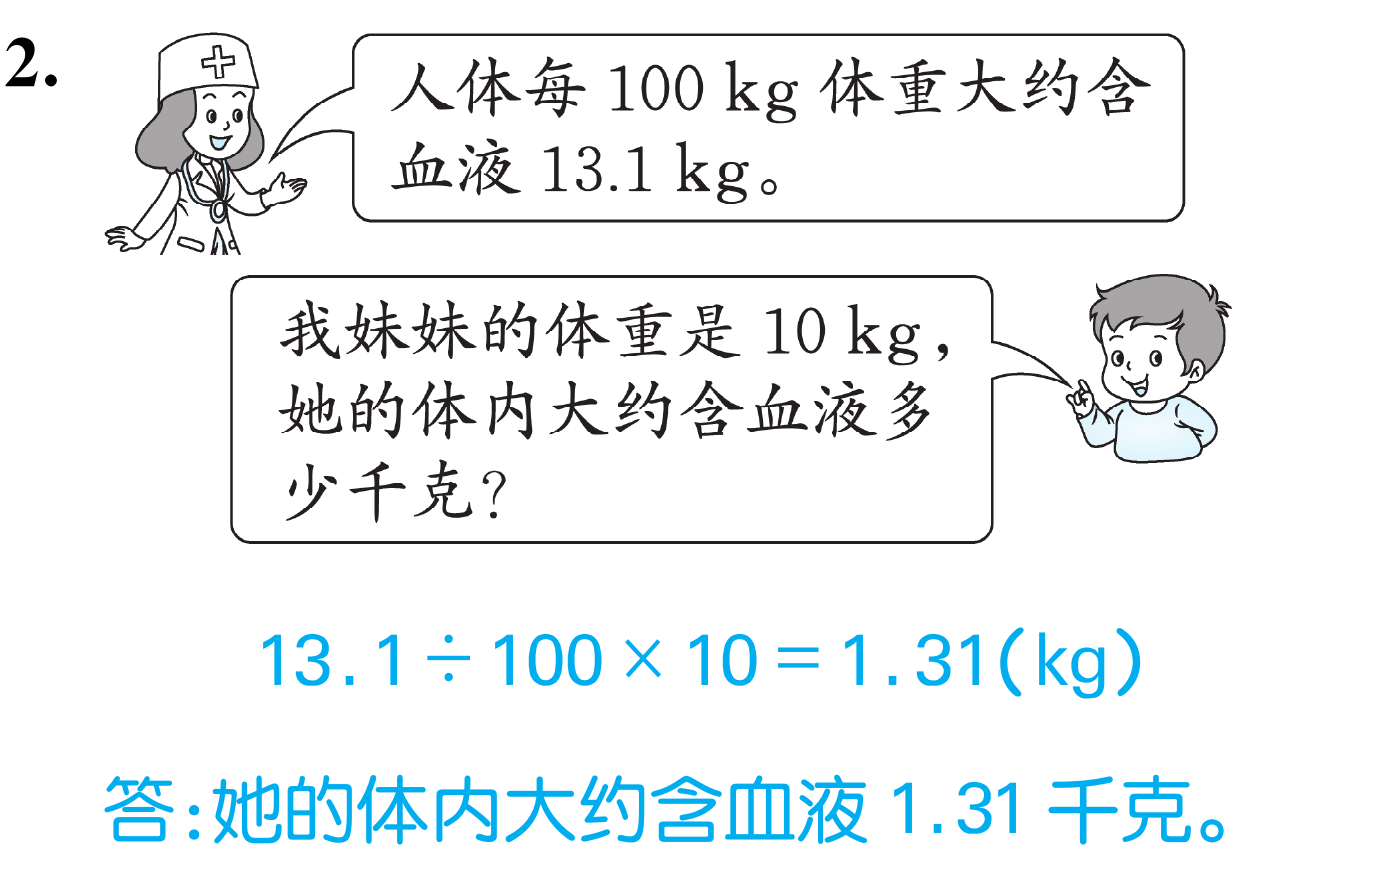 2.
人体每 100 kg 体重大约含
血液 13.1 kg。
我妹妹的体重是 10 kg，
她的体内大约含血液多
少千克？
13.1÷100×10=1.31(kg)
答:她的体内大约含血液 1.31 千克。